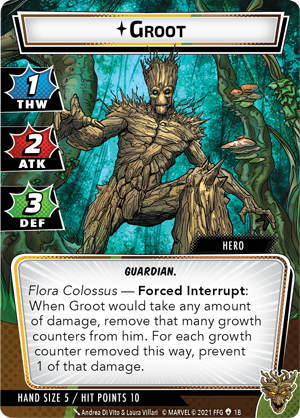 Groot
1
THW
2
ATK
3
DEF
HERO
GUARDIAN.
Flora Colossus — Forced Interrupt:
When Groot would take any amount
of damage, remove that many growth
counters from him. For each growth
counter removed this way, prevent
1 of that damage.
HAND SIZE 5 / HIT POINTS 10
Andrea Di Vito & Laura Villari © MARVEL © 2021 FFG 1B